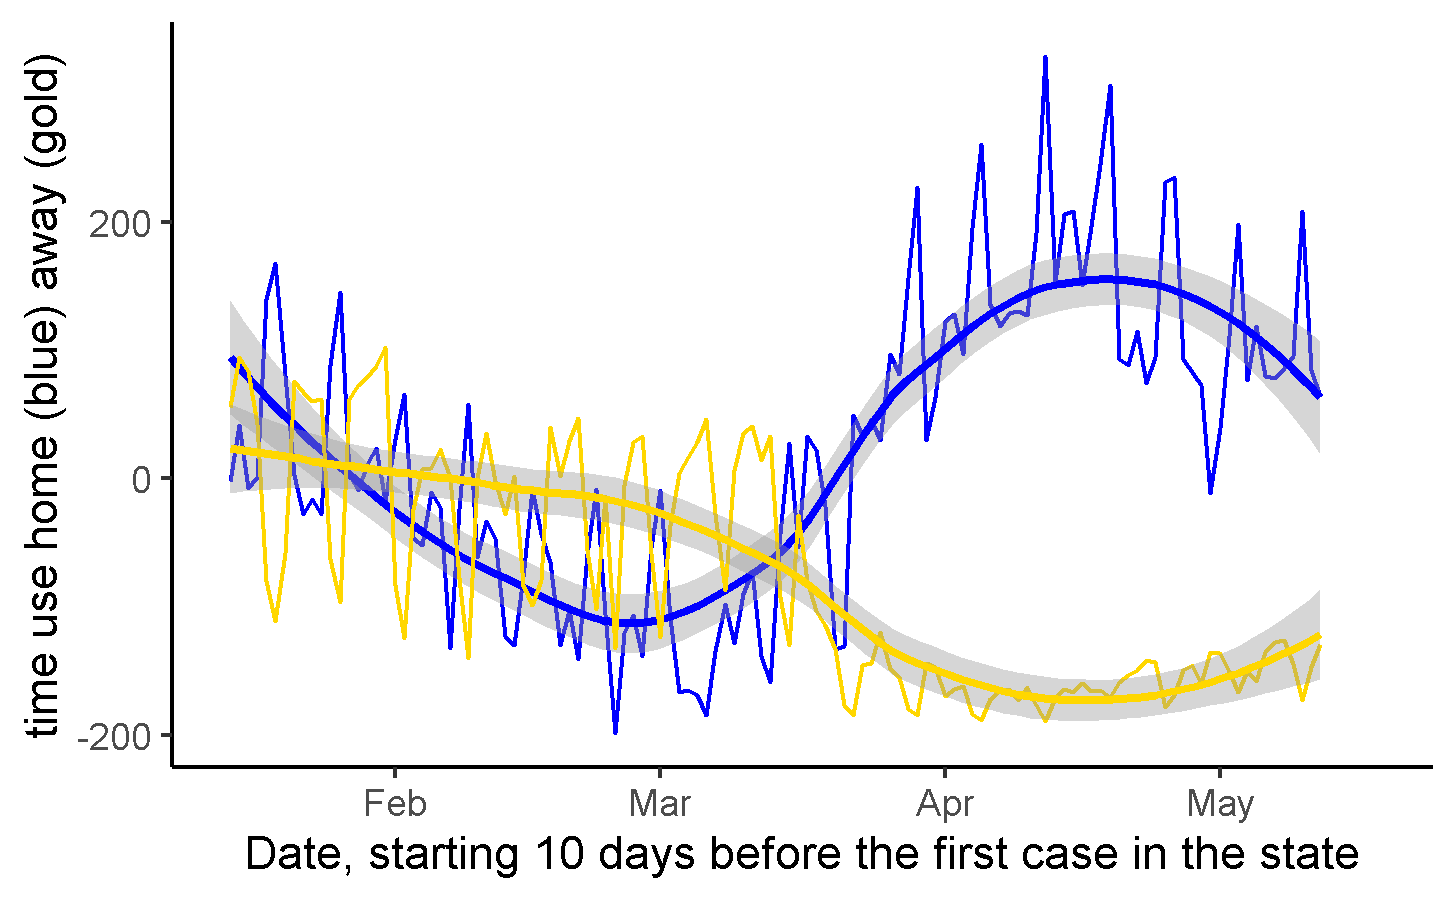 time use home (blue) away (gold)
200
0
-200
Feb Mar Apr May
Date, starting 10 days before the first case in the state